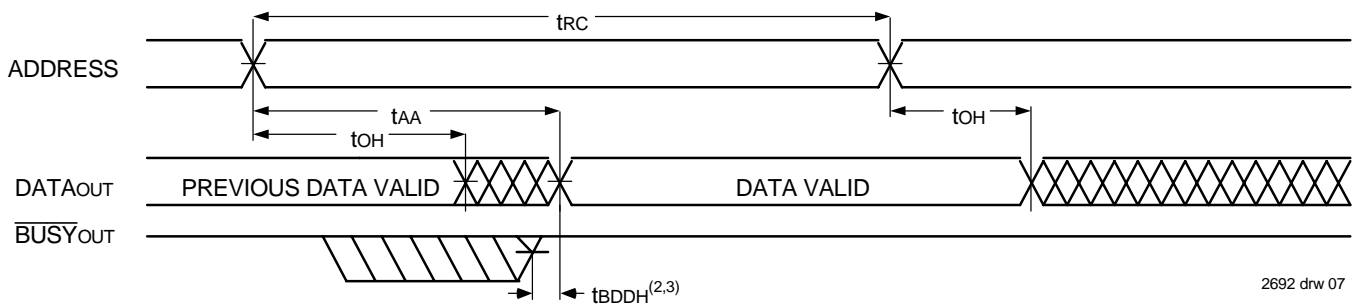 tRC
ADDRESS
tAA
tOH
tOH
DATAOUT
PREVIOUS DATA VALID
DATA VALID
BUSYOUT
tBDDH(2,3)
2692 drw 07